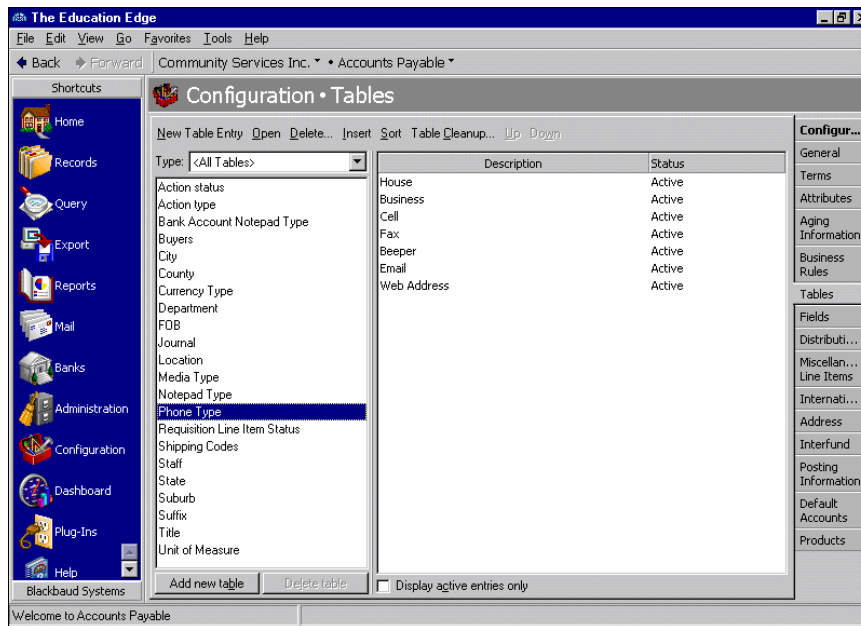 The Education Edge
File Edit View Go Favorites Tools Help
Back Forward Community Services Inc. • Accounts Payable
Shortcuts
Home
Records
Query
Export
Reports
Mail
Banks
Administration
Configuration
Dashboard
Plug-Ins
Help
Blackbaud Systems
Configuration • Tables
New Table Entry Open Delete... Insert Sort Table Cleanup... Up Down
Type: <All Tables>
Action status
Action type
Bank Account Notepad Type
Buyers
City
County
Currency Type
Department
FOB
Journal
Location
Media Type
Notepad Type
Phone Type
Requisition Line Item Status
Shipping Codes
Staff
State
Suburb
Suffix
Title
Unit of Measure
Add new table Delete table
Description Status
House Active
Business Active
Cell Active
Fax Active
Beeper Active
Email Active
Web Address Active
Display active entries only
Configur...
General
Terms
Attributes
Aging
Information
Business
Rules
Tables
Fields
Distributi...
Miscellan...
Line Items
Internati...
Address
Interfund
Posting
Information
Default
Accounts
Products
Welcome to Accounts Payable